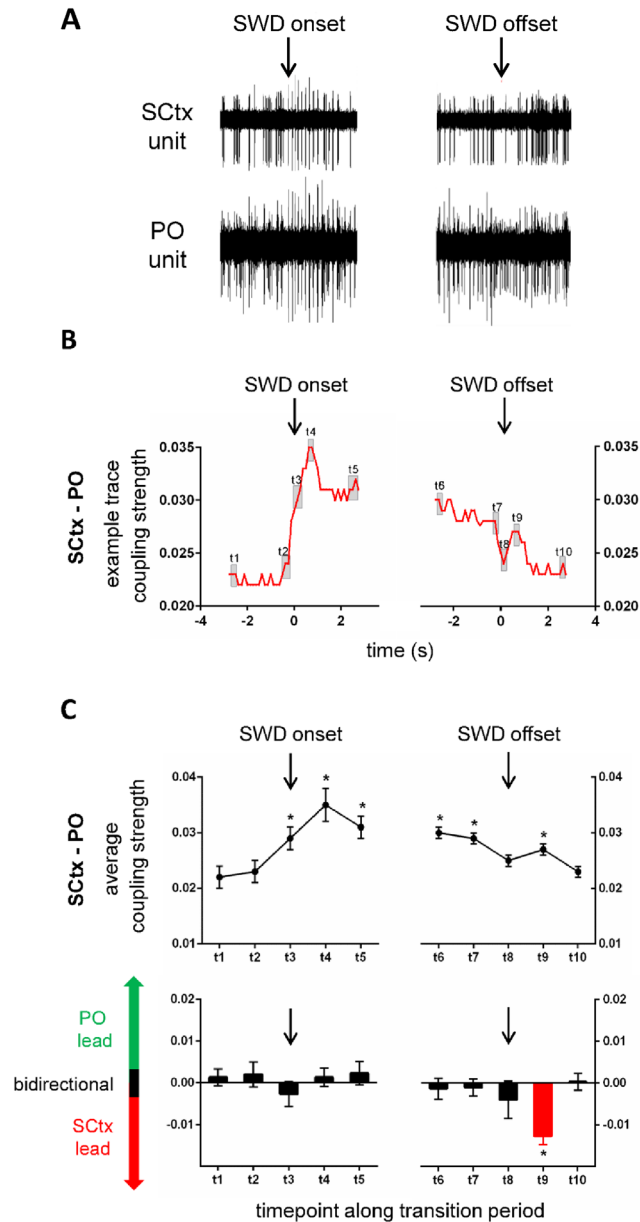 A
SWD onset
SWD offset
SCtx
unit
PO
unit
B
SWD onset
SWD offset
SCtx - PO
example trace
coupling strength
0.035
0.030
0.025
0.020
t1
t2
t3
t4
t5
t6
t7
t8
t9
t10
0.035
0.030
0.025
0.020
-4
-2
0
2
-2
0
2
4
time (s)
C
SWD onset
SWD offset
SCtx - PO
average
coupling strength
0.04
0.03
0.02
0.01
*
*
*
*
*
*
0.04
0.03
0.02
0.01
t1
t2
t3
t4
t5
t6
t7
t8
t9
t10
PO
lead
bidirectional
SCtx
lead
0.02
0.01
0.00
-0.01
0.02
0.01
0.00
-0.01
*
t1
t2
t3
t4
t5
t6
t7
t8
t9
t10
timepoint along transition period